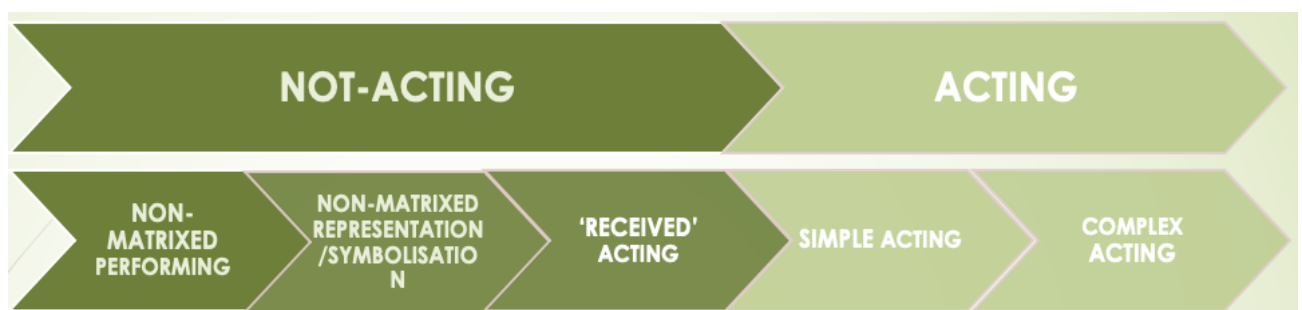 NOT-ACTING
ACTING
NON-
MATRIXED
PERFORMING
NON-MATRIXED
REPRESENTATION
/SYMBOLISATIO
N
‘RECEIVED’
ACTING
SIMPLE ACTING
COMPLEX
ACTING